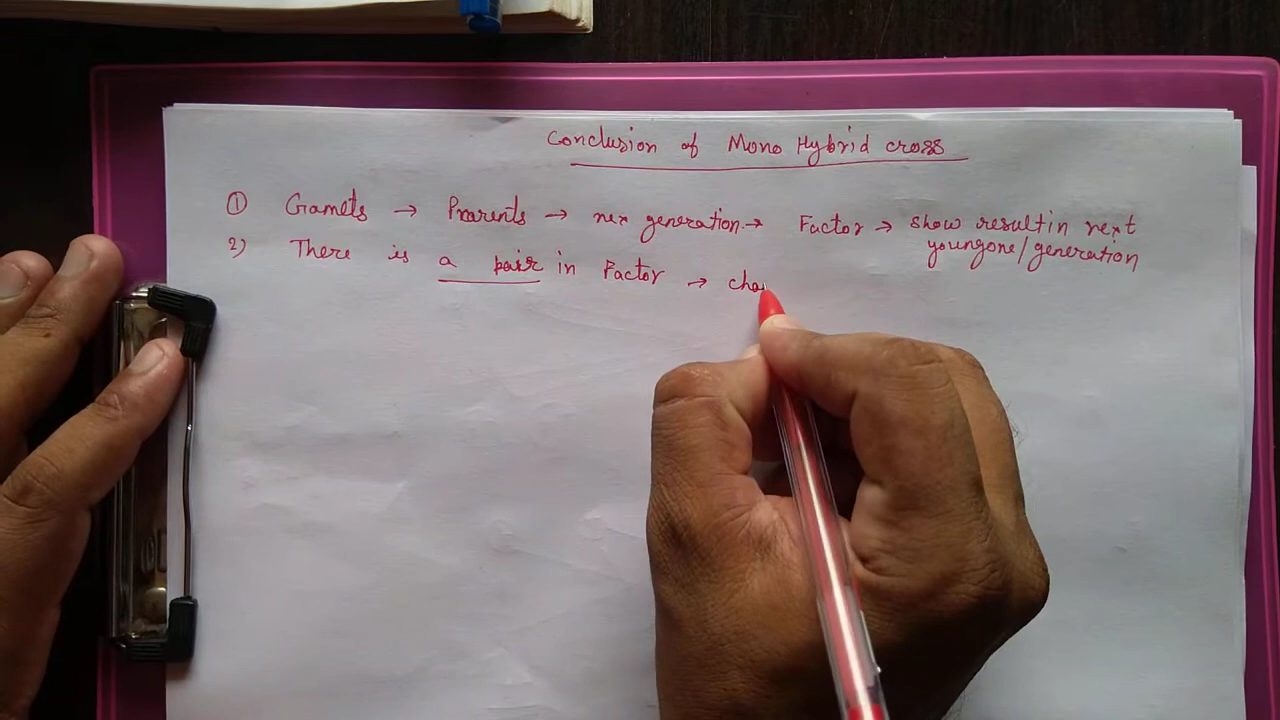 Conclusion of Mono Hybrid cross
① Gamets → Prarents → nex generation → Factor → show result in next
youngone/generation
2) There is a pair in Factor → cha